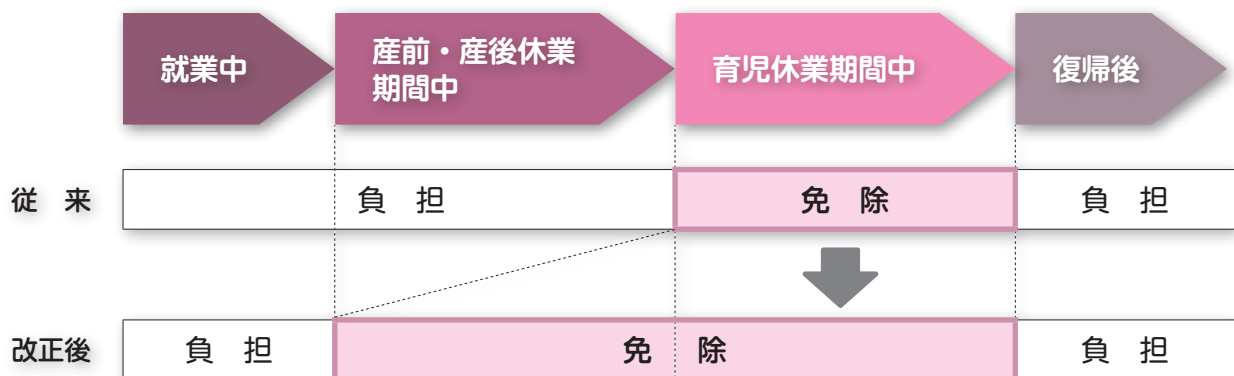 就業中
産前・産後休業
期間中
育児休業期間中
復帰後
従　来
負　担
免　除
負　担
改正後
負　担
免　除
負　担